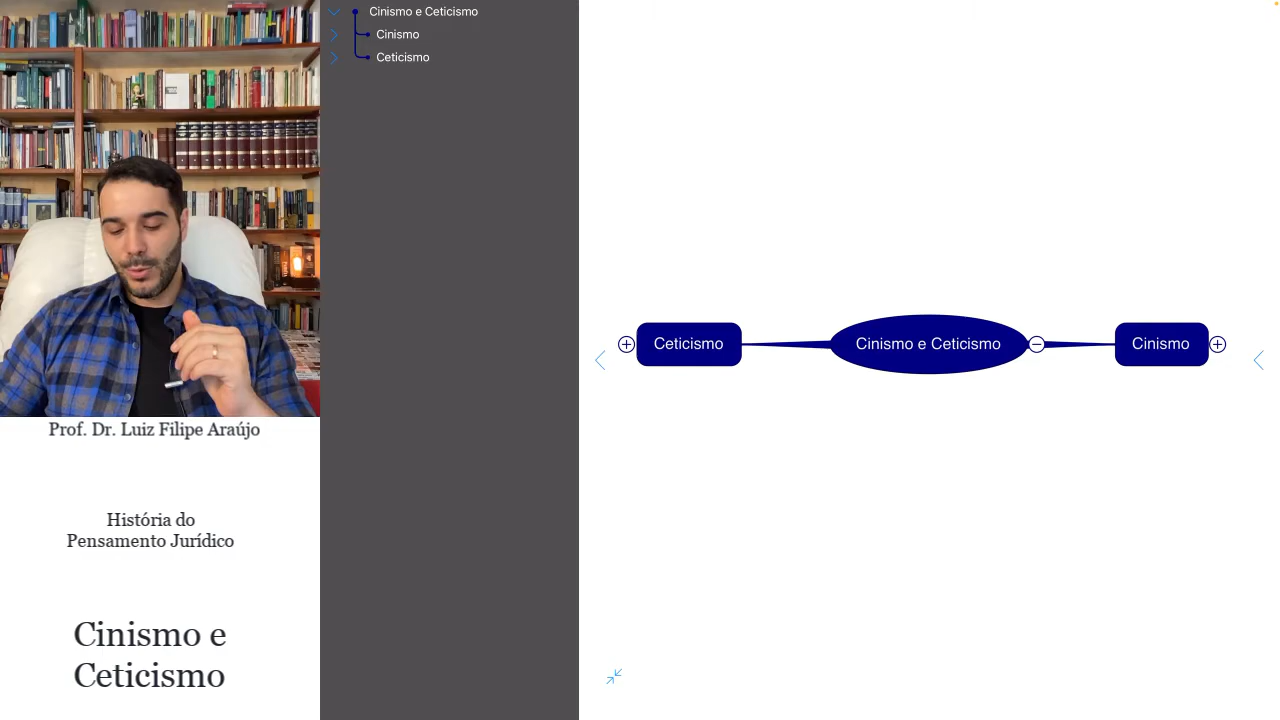 Prof. Dr. Luiz Filipe Araújo
História do
Pensamento Jurídico
Cinismo e
Ceticismo
Cinismo e Ceticismo
Cinismo
Ceticismo
Ceticismo
Cinismo e Ceticismo
Cinismo